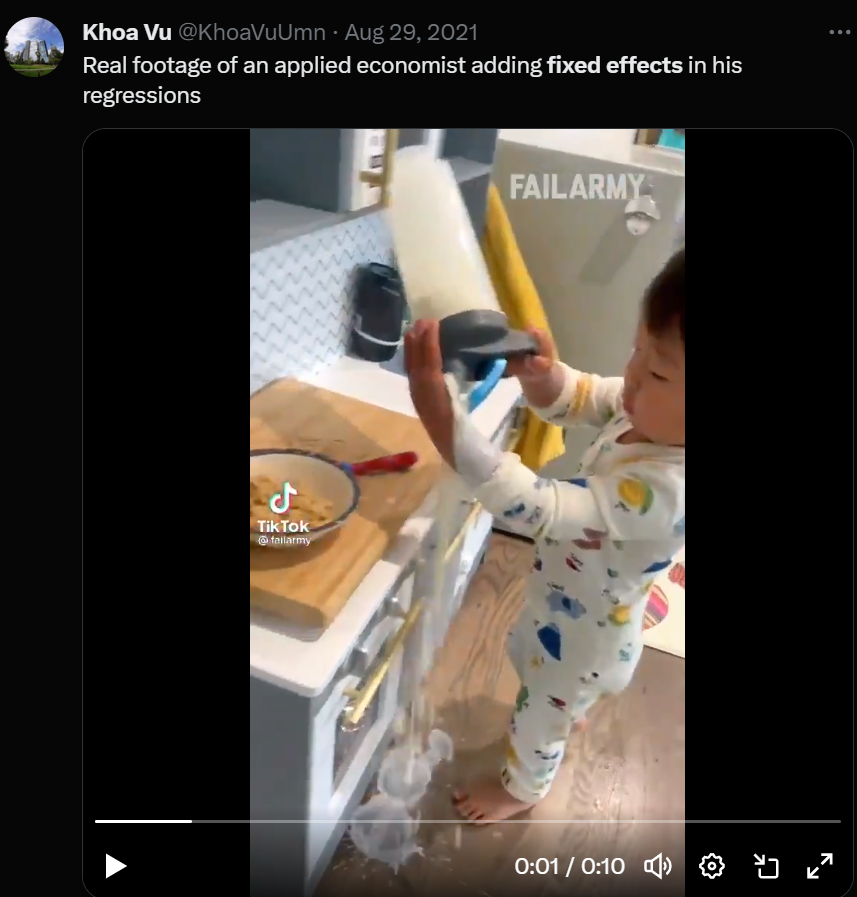 Khoa Vu @KhoaVuUmn · Aug 29, 2021
Real footage of an applied economist adding fixed effects in his
regressions
FAILARMY
TikTok
@failarmy
0:01 / 0:10